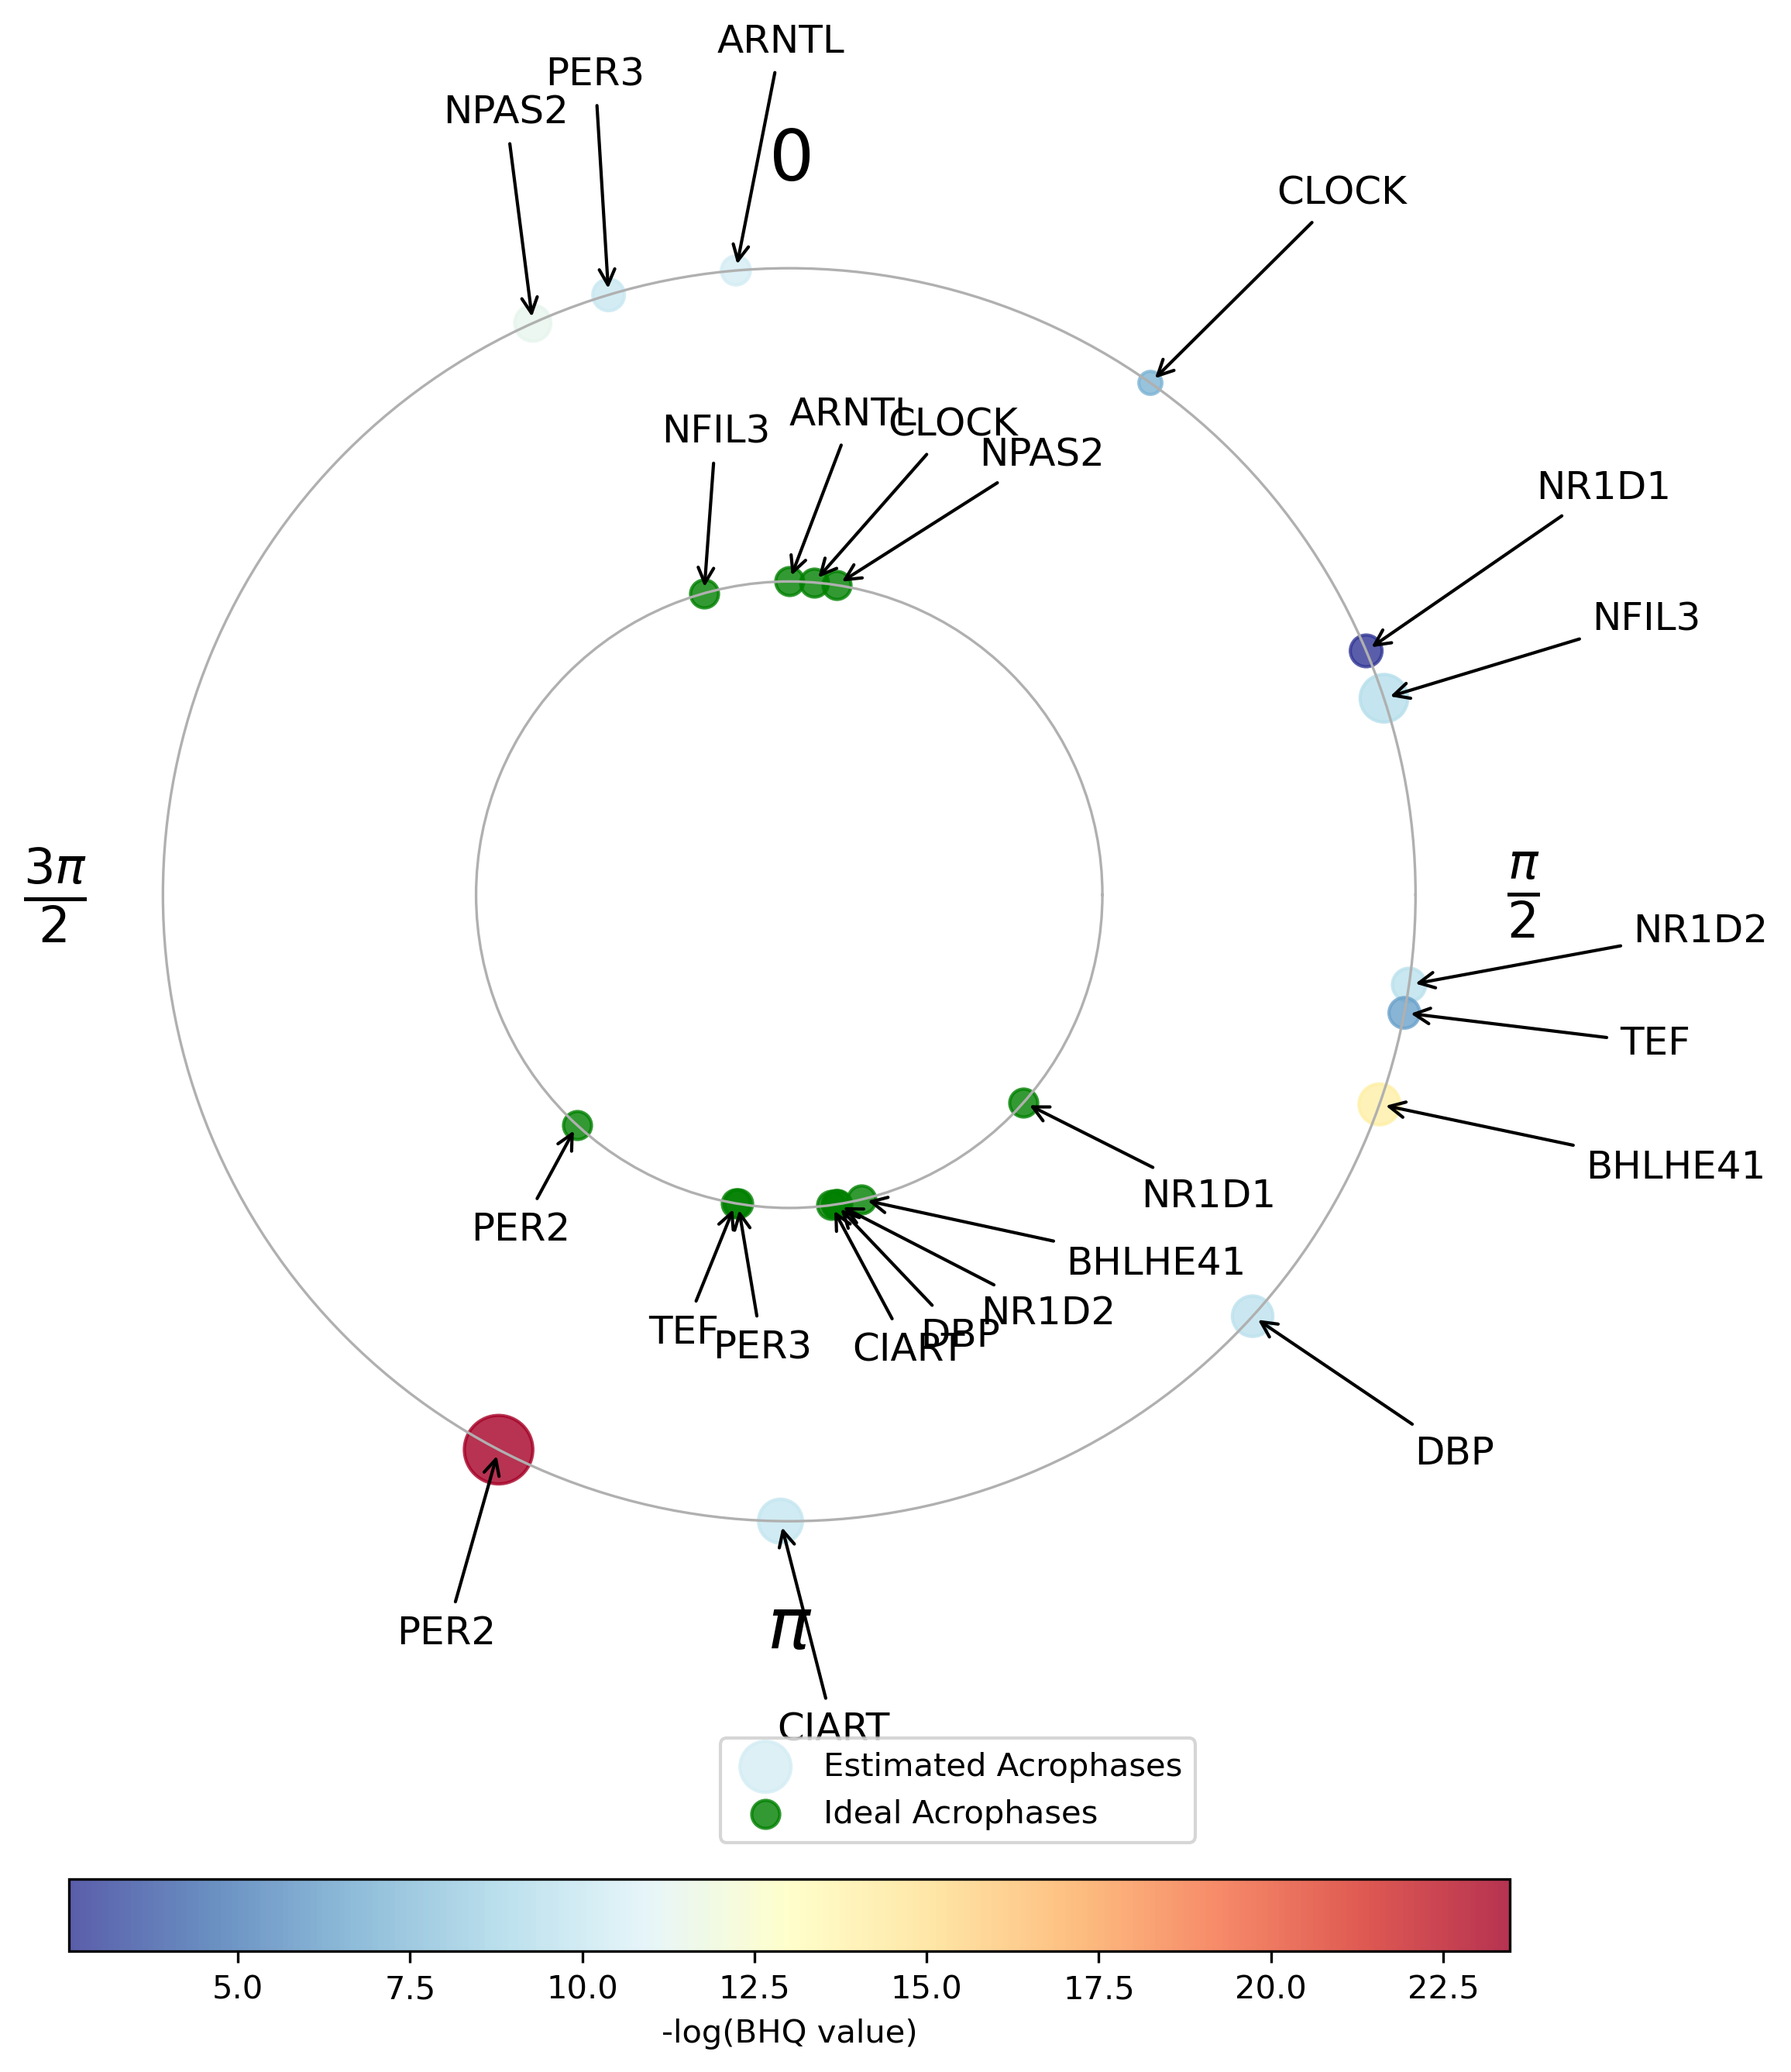 ARNTL
PER3
NPAS2
0
CLOCK
ARNTL
NFIL3
CLOCK
NPAS2
NR1D1
NFIL3
3π
2
π
2
NR1D2
TEF
BHLHE41
NR1D1
PER2
BHLHE41
NR1D2
TEF
PER3
DBP
CIART
DBP
PER2
π
CIART
Estimated Acrophases
Ideal Acrophases
5.0 7.5 10.0 12.5 15.0 17.5 20.0 22.5
-log(BHQ value)